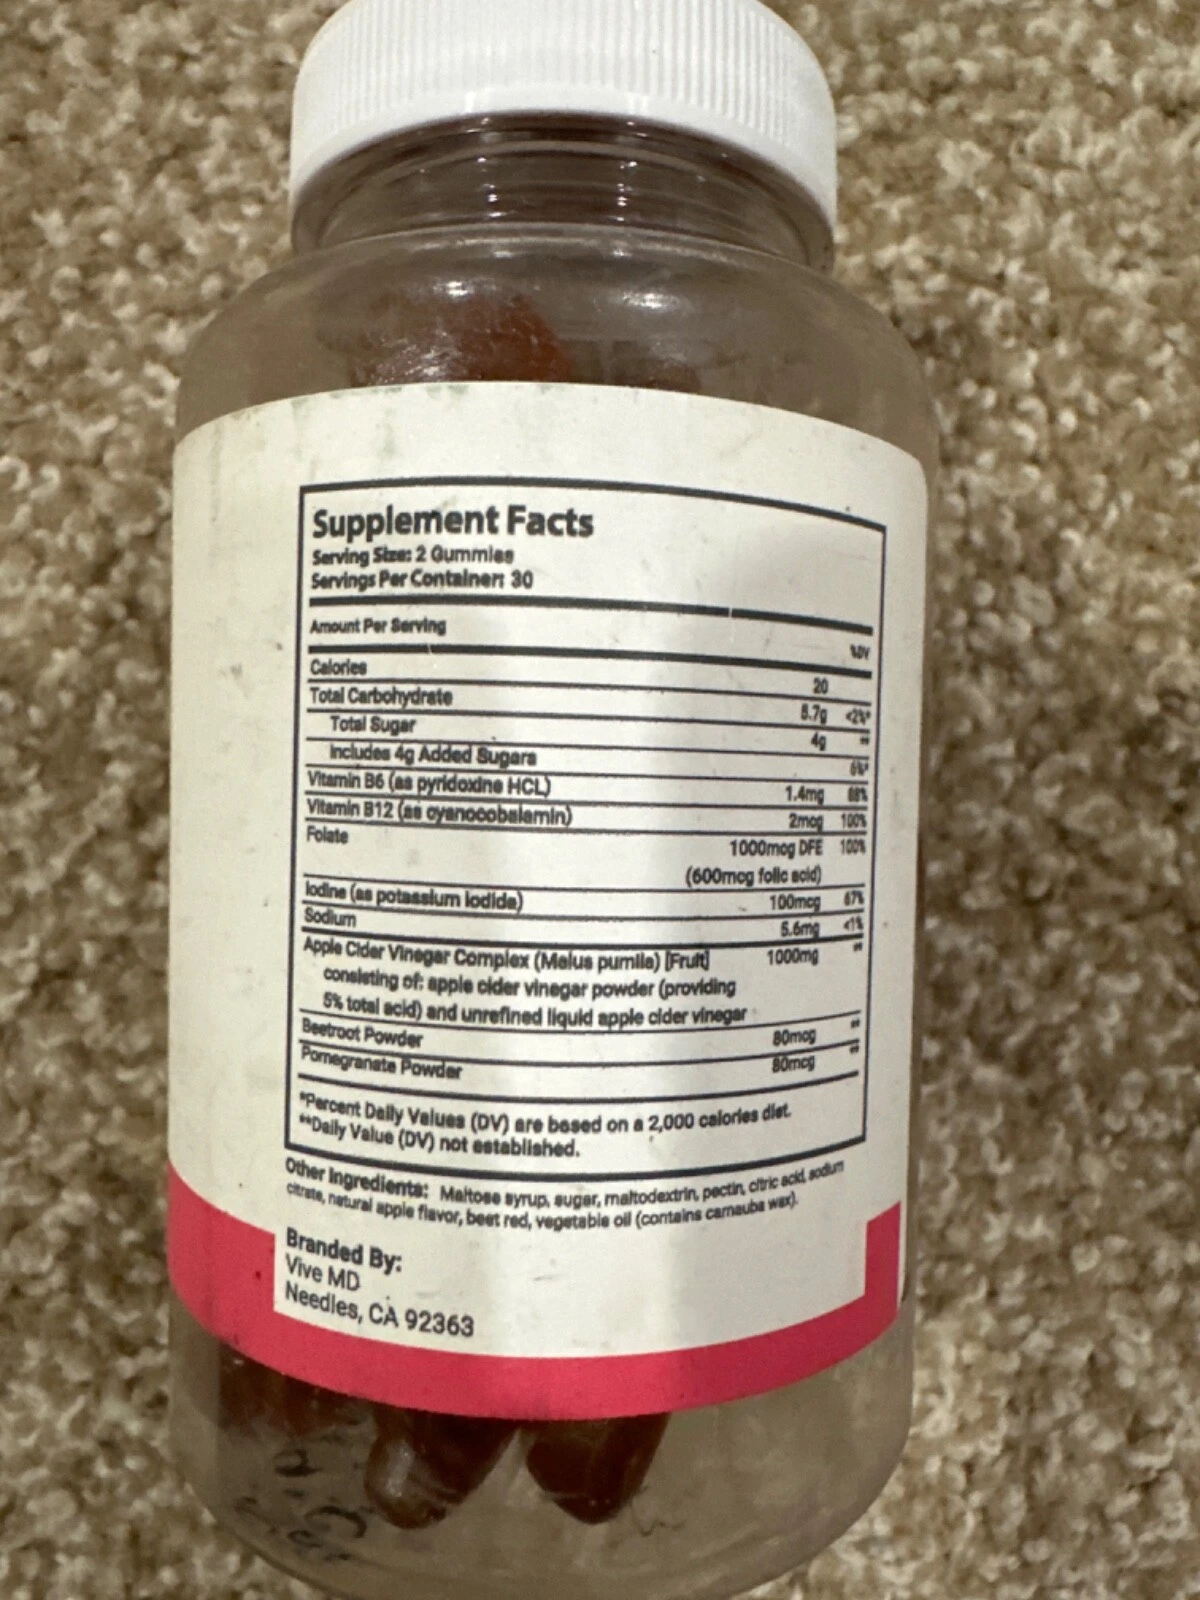 Supplement Facts
Serving Size: 2 Gummies
Servings Per Container: 30
Amount Per Serving
%DV
Calories 20
Total Carbohydrate 5.7g <2%*
Total Sugar 4g **
Includes 4g Added Sugars 6%*
Vitamin B6 (as pyridoxine HCL) 1.4mg 88%
Vitamin B12 (as cyanocobalamin) 2mcg 100%
Folate 1000mcg DFE 100%
(600mcg folic acid)
Iodine (as potassium iodide) 100mcg 67%
Sodium 5.6mg <1%
Apple Cider Vinegar Complex (Malus pumila) [Fruit] 1000mg **
consisting of: apple cider vinegar powder (providing
5% total acid) and unrefined liquid apple cider vinegar
Beetroot Powder 80mcg **
Pomegranate Powder 80mcg **
*Percent Daily Values (DV) are based on a 2,000 calories diet.
**Daily Value (DV) not established.
Other Ingredients: Maltose syrup, sugar, maltodextrin, pectin, citric acid, sodium
citrate, natural apple flavor, beet red, vegetable oil (contains carnauba wax).
Branded By:
Vive MD
Needles, CA 92363